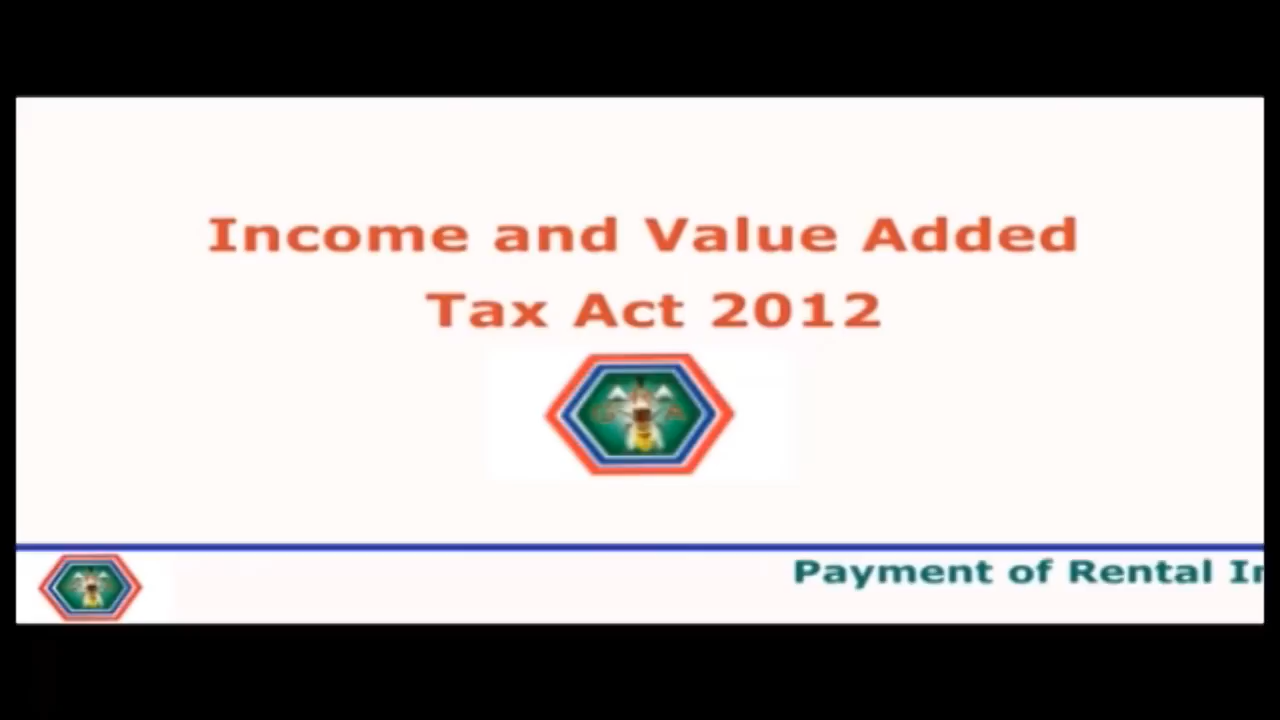 Income and Value Added
Tax Act 2012
Payment of Rental